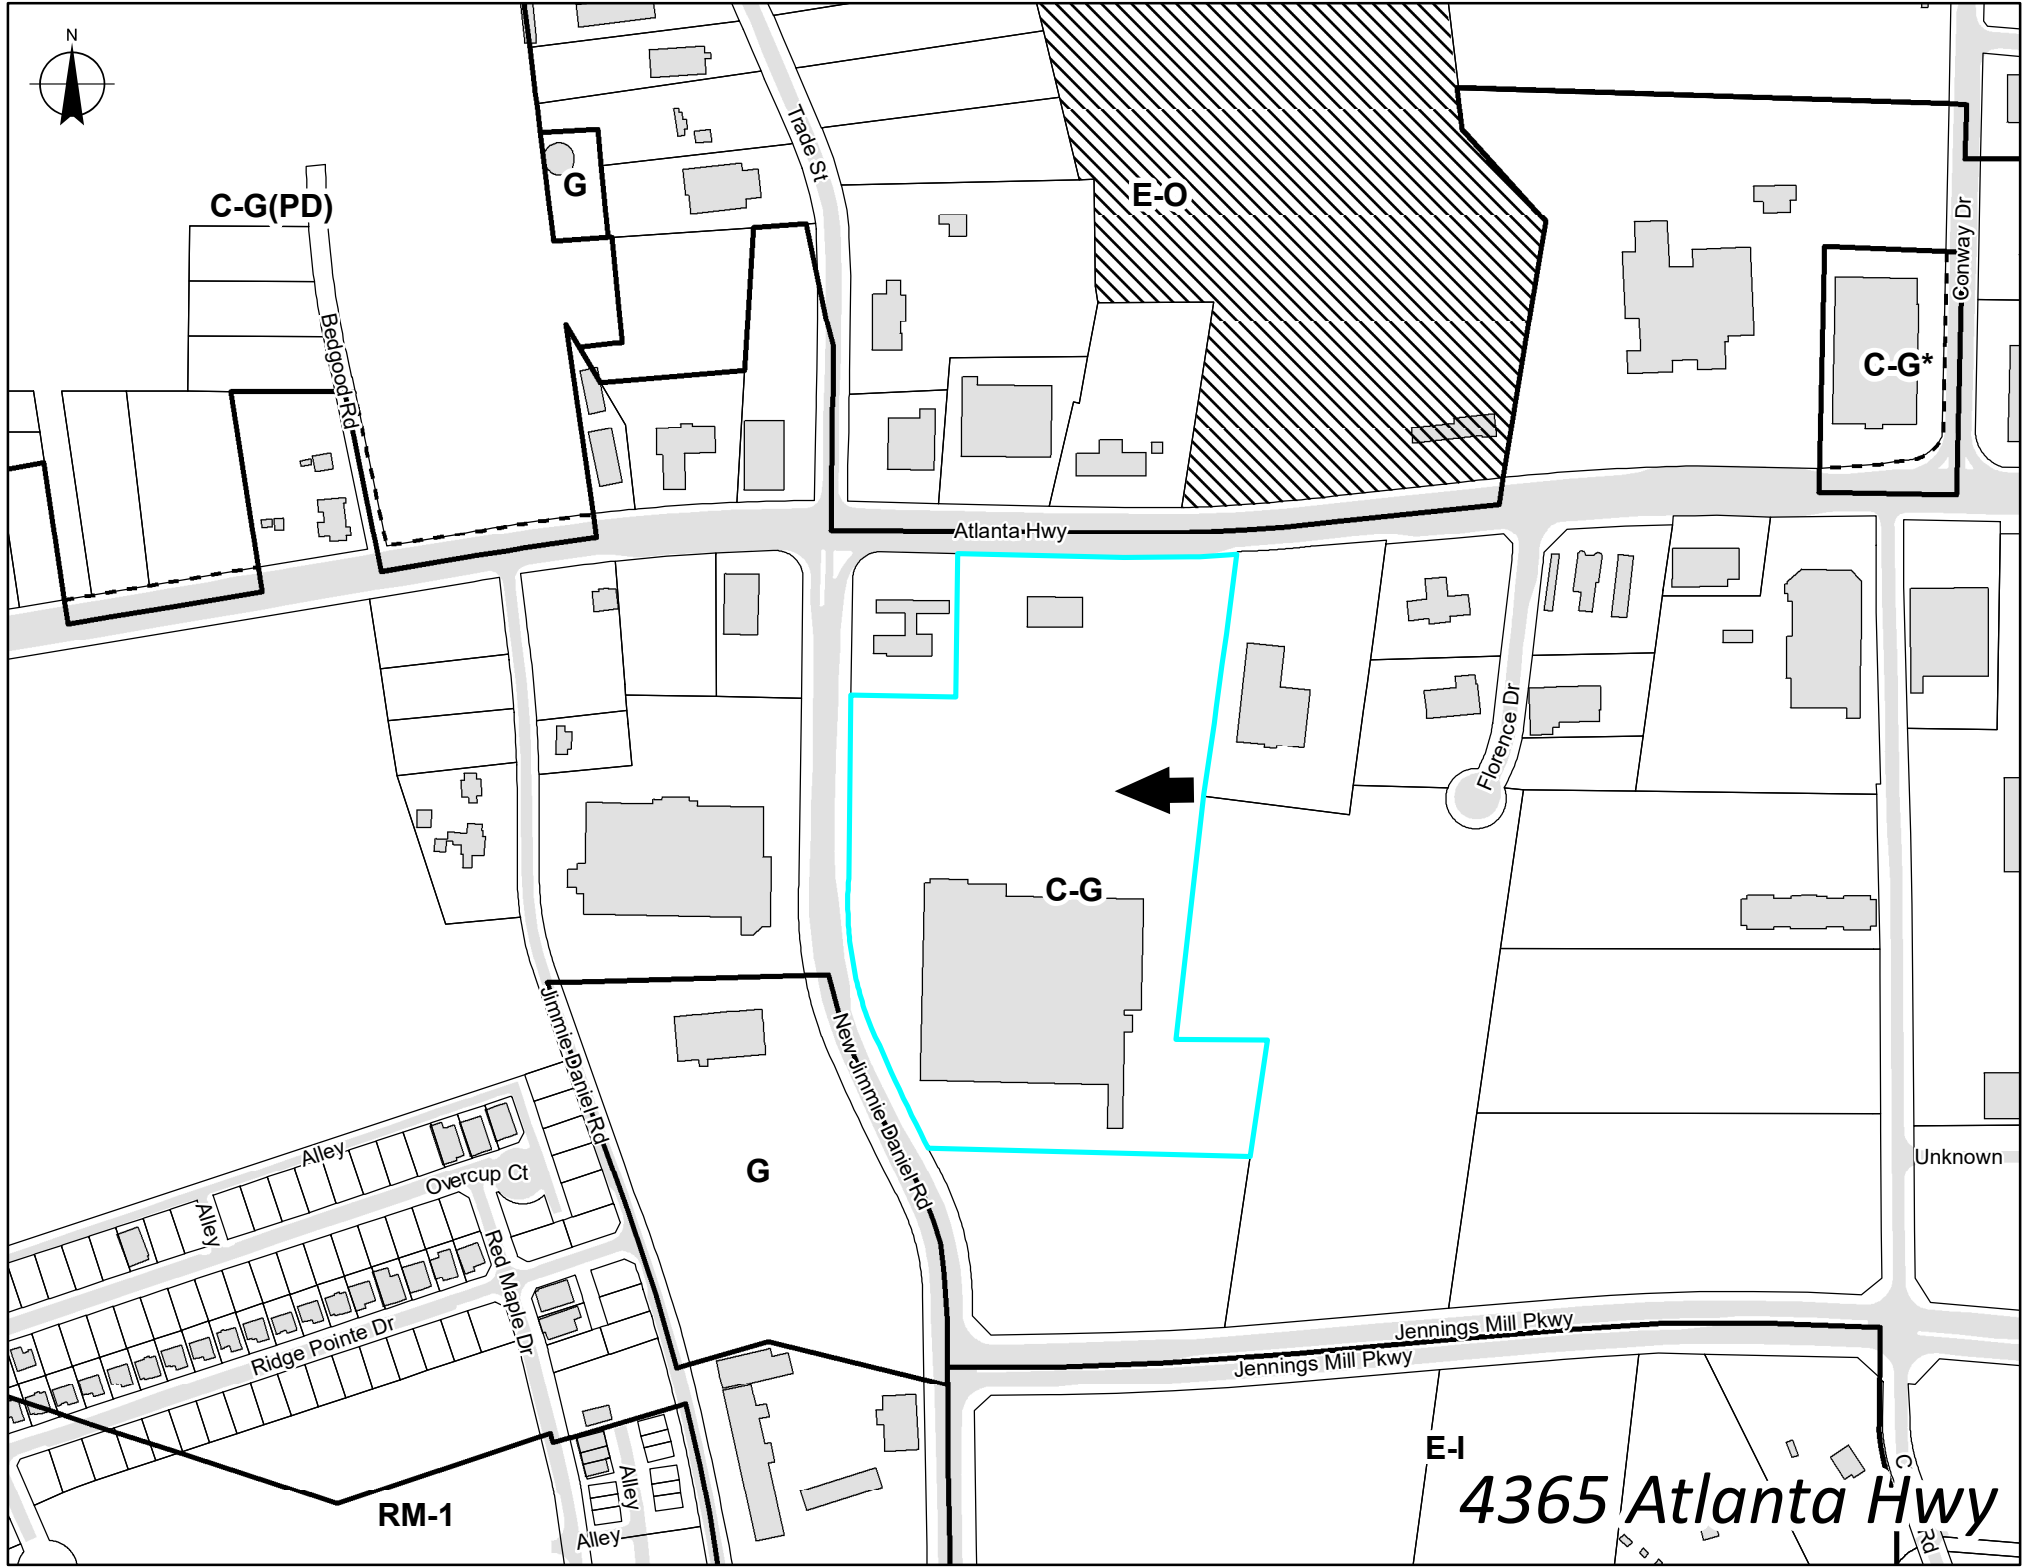 N
Trade St
G
C-G(PD)
E-O
Conway Dr
Bedgood Rd
C-G*
Atlanta Hwy
Florence Dr
C-G
Jimmie Daniel Rd
New Jimmie Daniel Rd
Alley
Overcup Ct
G
Unknown
Alley
Red Maple Dr
Ridge Pointe Dr
Jennings Mill Pkwy
Jennings Mill Pkwy
E-I
C
Rd
4365 Atlanta Hwy
Alley
RM-1
Alley